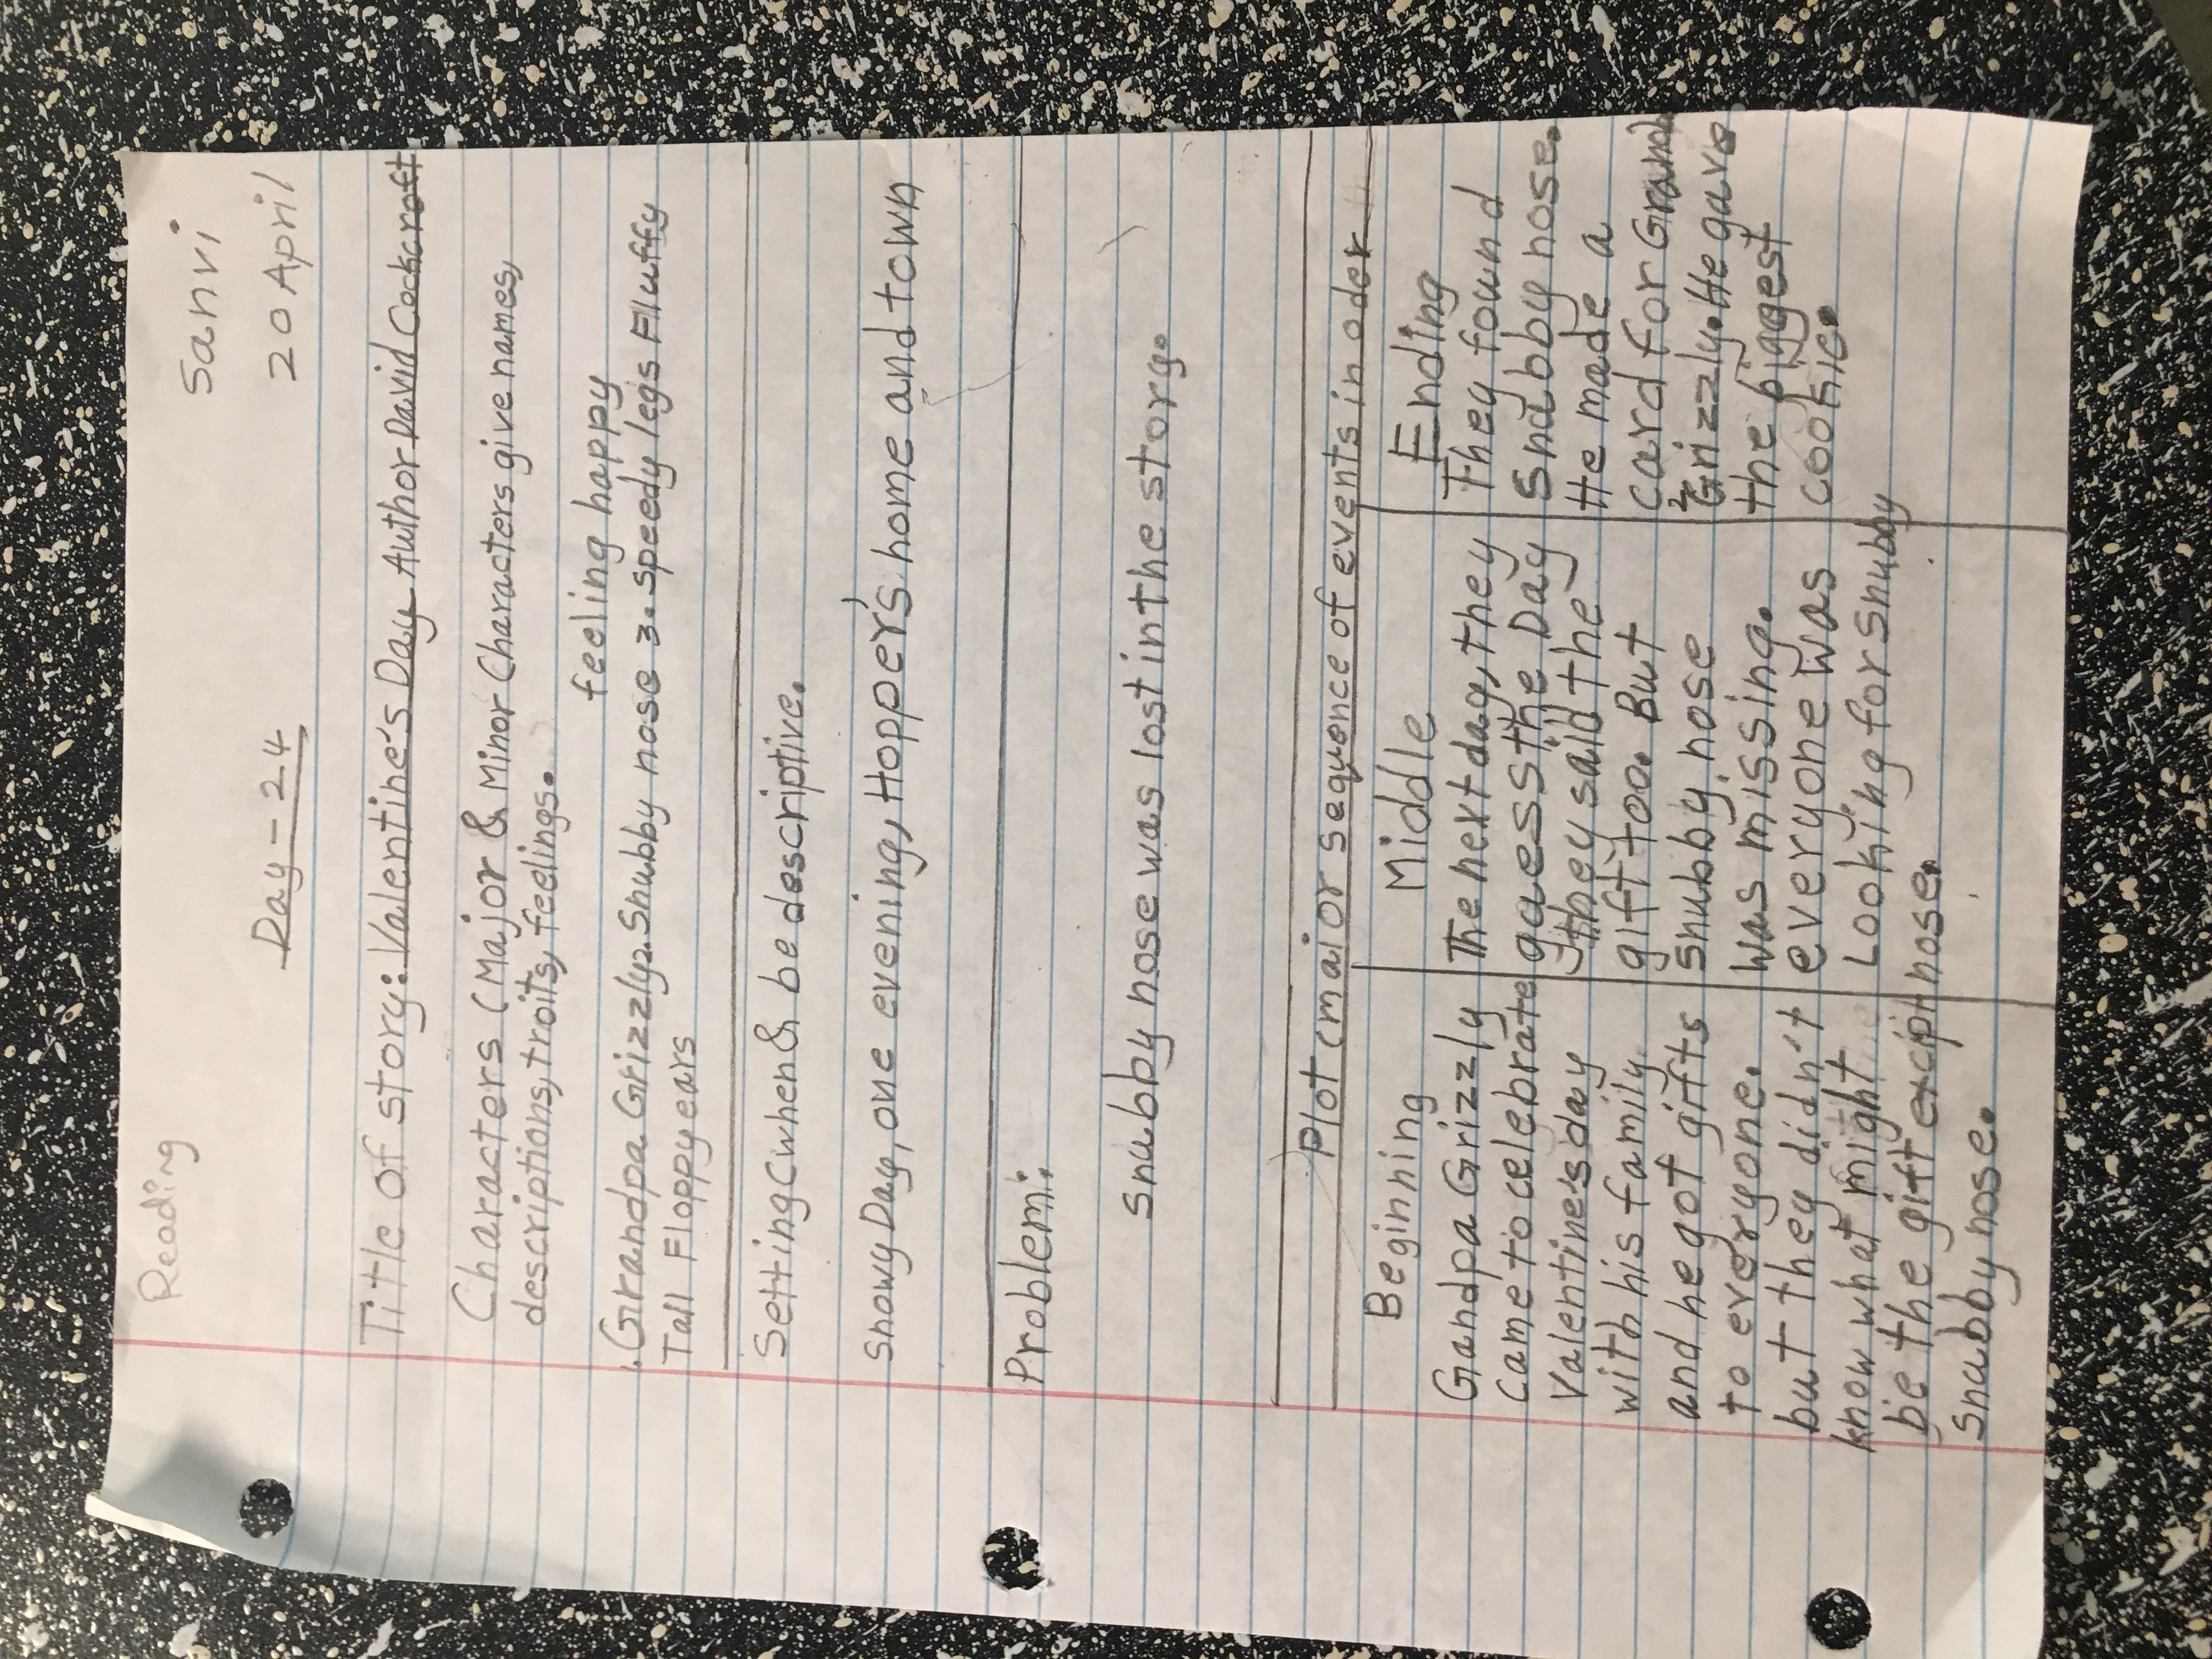 Reading
Sanvi
Day - 24
20 April
Title of story: Valentine's Day Author David Cockcroft
Characters (Major & Minor Characters give names,
descriptions, troits, feelings.
feeling happy
. Grandpa Grizzly 2. Snubby nose 3. Speedy legs Fluffy
Tall Floppy ears
Setting (when & be descriptive.
Snowy Day, one evening, Hopper's home and town
Problem:
Snubby nose was lost in the story.
Plot (maior sequence of events in oder
Beginning
Gandpa Grizzly
came to celebrate
Valentine's day
with his family.
and he got gifts
to everyone.
but they didn't
know what might
be the gift excipt
Snubby nose.
Middle
The next day, they
guess the Day
they said the
gift too. But
Snubby nose
was missing.
everyone was
Looking for Snubby
nose.
Ending
They found
Snubby nose.
He made a
card for
Grizzly. He gave
the biggest
cookie.